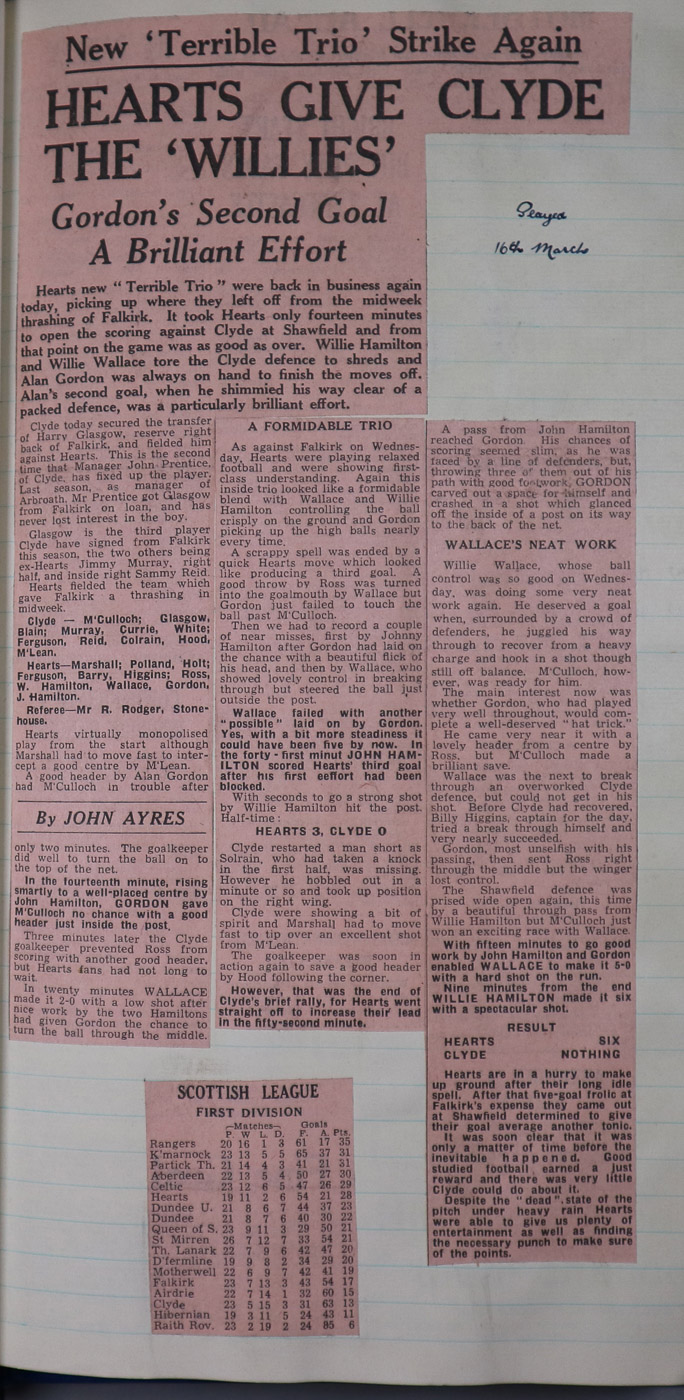 New 'Terrible Trio' Strike Again
HEARTS GIVE CLYDE
THE 'WILLIES'
Gordon's Second Goal
A Brilliant Effort
Played
16th March
Hearts new "Terrible Trio" were back in business again
today, picking up where they left off from the midweek
thrashing of Falkirk. It took Hearts only fourteen minutes
to open the scoring against Clyde at Shawfield and from
that point on the game was as good as over. Willie Hamilton
and Willie Wallace tore the Clyde defence to shreds and
Alan Gordon was always on hand to finish the moves off.
Alan's second goal, when he shimmied his way clear of a
packed defence, was a particularly brilliant effort.
Clyde today secured the transfer
of Harry Glasgow, reserve right
back of Falkirk, and fielded him
against Hearts. This is the second
time that Manager John Prentice,
of Clyde, has fixed up the player.
Last season, as manager of
Arbroath, Mr Prentice got Glasgow
from Falkirk on loan, and has
never lost interest in the boy.
Glasgow is the third player
Clyde have signed from Falkirk
this season, the two others being
ex-Hearts Jimmy Murray, right
half, and inside right Sammy Reid.
Hearts fielded the team which
gave Falkirk a thrashing in
midweek.
Clyde — M'Culloch; Glasgow,
Blain; Murray, Currie, White;
Ferguson, Reid, Colrain, Hood,
M'Lean.
Hearts—Marshall; Polland, Holt;
Ferguson, Barry, Higgins; Ross,
W. Hamilton, Wallace, Gordon,
J. Hamilton.
Referee—Mr R. Rodger, Stone-
house.
Hearts virtually monopolised
play from the start although
Marshall had to move fast to inter-
cept a good centre by M'Lean.
A good header by Alan Gordon
had M'Culloch in trouble after
By JOHN AYRES
only two minutes. The goalkeeper
did well to turn the ball on to
the top of the net.
In the fourteenth minute, rising
smartly to a well-placed centre by
John Hamilton, GORDON gave
M'Culloch no chance with a good
header just inside the post.
Three minutes later the Clyde
goalkeeper prevented Ross from
scoring with another good header,
but Hearts fans had not long to
wait.
In twenty minutes WALLACE
made it 2-0 with a low shot after
nice work by the two Hamiltons
had given Gordon the chance to
turn the ball through the middle.
A FORMIDABLE TRIO
As against Falkirk on Wednes-
day, Hearts were playing relaxed
football and were showing first-
class understanding. Again this
inside trio looked like a formidable
blend with Wallace and Willie
Hamilton controlling the ball
crisply on the ground and Gordon
picking up the high balls nearly
every time.
A scrappy spell was ended by a
quick Hearts move which looked
like producing a third goal. A
good throw by Ross was turned
into the goalmouth by Wallace but
Gordon just failed to touch the
ball past M'Culloch.
Then we had to record a couple
of near misses, first by Johnny
Hamilton after Gordon had laid on
the chance with a beautiful flick of
his head, and then by Wallace, who
showed lovely control in breaking
through but steered the ball just
outside the post.
Wallace failed with another
"possible" laid on by Gordon.
Yes, with a bit more steadiness it
could have been five by now. In
the forty-first minut JOHN HAM-
ILTON scored Hearts' third goal
after his first eeffort had been
blocked.
With seconds to go a strong shot
by Willie Hamilton hit the post.
Half-time:
HEARTS 3, CLYDE 0
Clyde restarted a man short as
Solrain, who had taken a knock
in the first half, was missing.
However he hobbled out in a
minute or so and took up position
on the right wing.
Clyde were showing a bit of
spirit and Marshall had to move
fast to tip over an excellent shot
from M'Lean.
The goalkeeper was soon in
action again to save a good header
by Hood following the corner.
However, that was the end of
Clyde's brief rally, for Hearts went
straight off to increase their lead
in the fifty-second minute.
A pass from John Hamilton
reached Gordon. His chances of
scoring seemed slim, as he was
faced by a line of defenders, but,
throwing three of them out of his
path with good footwork, GORDON
carved out a space for himself and
crashed in a shot which glanced
off the inside of a post on its way
to the back of the net.
WALLACE'S NEAT WORK
Willie Wallace, whose ball
control was so good on Wednes-
day, was doing some very neat
work again. He deserved a goal
when, surrounded by a crowd of
defenders, he juggled his way
through to recover from a heavy
charge and hook in a shot though
still off balance. M'Culloch, how-
ever, was ready for him.
The main interest now was
whether Gordon, who had played
very well throughout, would com-
plete a well-deserved "hat trick."
He came very near it with a
lovely header from a centre by
Ross, but M'Culloch made a
brilliant save.
Wallace was the next to break
through an overworked Clyde
defence, but could not get in his
shot. Before Clyde had recovered,
Billy Higgins, captain for the day,
tried a break through himself and
very nearly succeeded.
Gordon, most unselfish with his
passing, then sent Ross right
through the middle but the winger
lost control.
The Shawfield defence was
prised wide open again, this time
by a beautiful through pass from
Willie Hamilton but M'Culloch just
won an exciting race with Wallace.
With fifteen minutes to go good
work by John Hamilton and Gordon
enabled WALLACE to make it 5-0
with a hard shot on the run.
Nine minutes from the end
WILLIE HAMILTON made it six
with a spectacular shot.
RESULT
HEARTS SIX
CLYDE NOTHING
Hearts are in a hurry to make
up ground after their long idle
spell. After that five-goal frolic at
Falkirk's expense they came out
at Shawfield determined to give
their goal average another tonic.
It was soon clear that it was
only a matter of time before the
inevitable happened. Good
studied football earned a just
reward and there was very little
Clyde could do about it.
Despite the "dead" state of the
pitch under heavy rain Hearts
were able to give us plenty of
entertainment as well as finding
the necessary punch to make sure
of the points.
SCOTTISH LEAGUE
FIRST DIVISION
Matches Goals
P. W. L. D. F. A. Pts.
Rangers 20 16 1 3 61 17 35
K'marnock 23 13 5 5 65 37 31
Partick Th. 21 14 4 3 41 21 31
Aberdeen 22 13 5 4 50 27 30
Celtic 23 12 6 5 47 26 29
Hearts 19 11 2 6 54 21 28
Dundee U. 21 8 6 7 44 37 23
Dundee 21 8 7 6 40 30 22
Queen of S. 23 9 11 3 29 50 21
St Mirren 26 7 12 7 33 54 21
Th. Lanark 22 7 9 6 42 47 20
D'fermline 19 9 8 2 34 29 20
Motherwell 22 6 9 7 42 41 19
Falkirk 23 7 13 3 43 54 17
Airdrie 22 7 14 1 32 60 15
Clyde 23 5 15 3 31 63 13
Hibernian 19 3 11 5 24 43 11
Raith Rov. 23 2 19 2 24 85 6